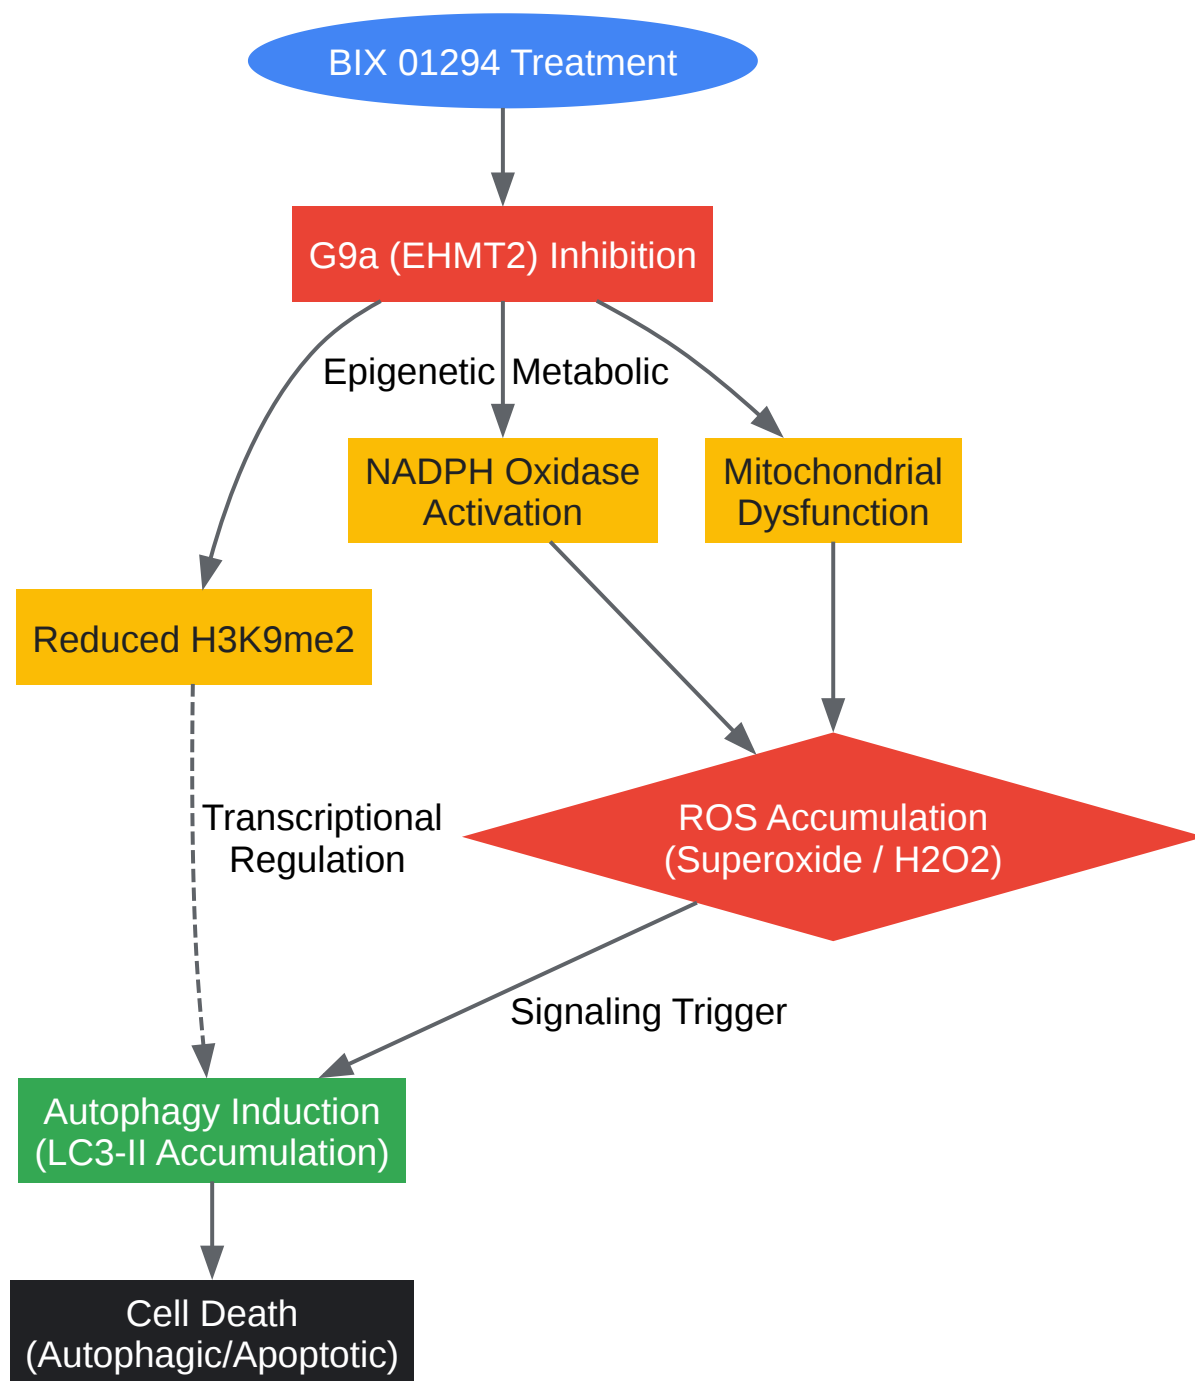 BIX 01294 Treatment
G9a (EHMT2) Inhibition
Epigenetic
Metabolic
NADPH Oxidase
Activation
Mitochondrial
Dysfunction
Reduced H3K9me2
Transcriptional
Regulation
ROS Accumulation
(Superoxide / H2O2)
Signaling Trigger
Autophagy Induction
(LC3-II Accumulation)
Cell Death
(Autophagic/Apoptotic)